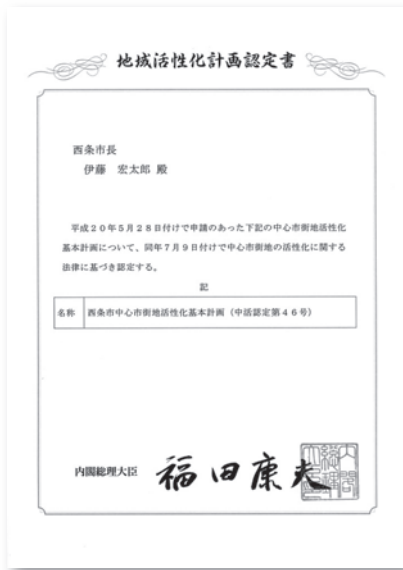 地域活性化計画認定書
西条市長
伊藤 宏太郎 殿
平成20年5月28日付けで申請のあった下記の中心市街地活性化
基本計画について、同年7月9日付けで中心市街地の活性化に関する
法律に基づき認定する。
記
名称 西条市中心市街地活性化基本計画(中活認定第46号)
内閣総理大臣 福田康夫